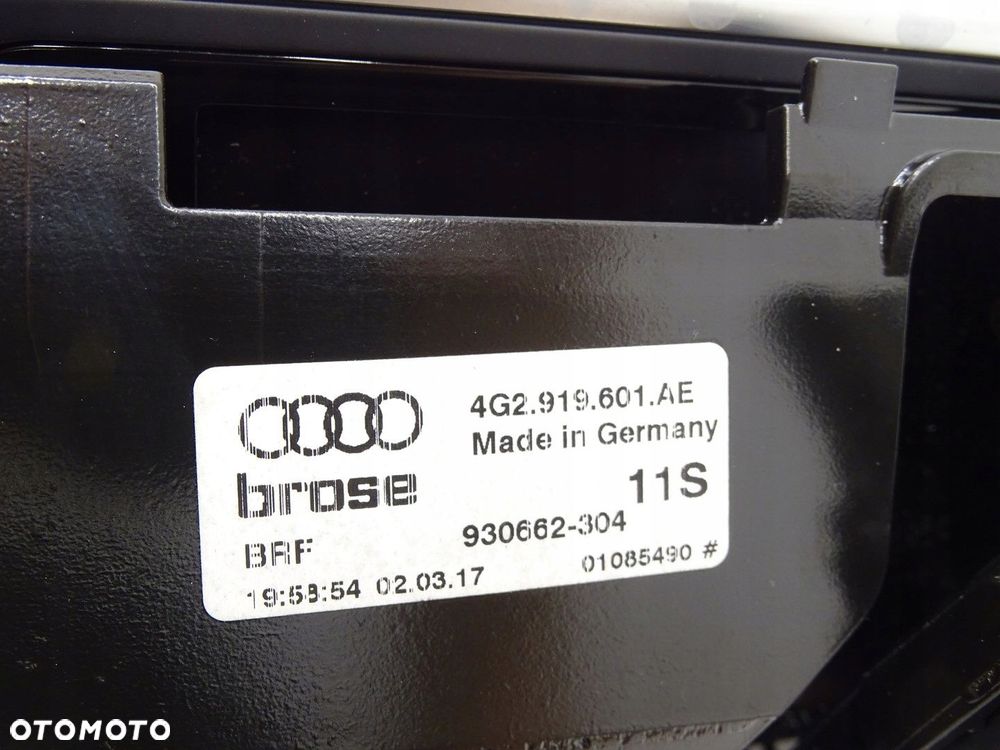 4G2.919.601.AE
Made in Germany
brose
11S
BRF
930662-304
19:58:54 02.03.17
01085490 #
OTOMOTO